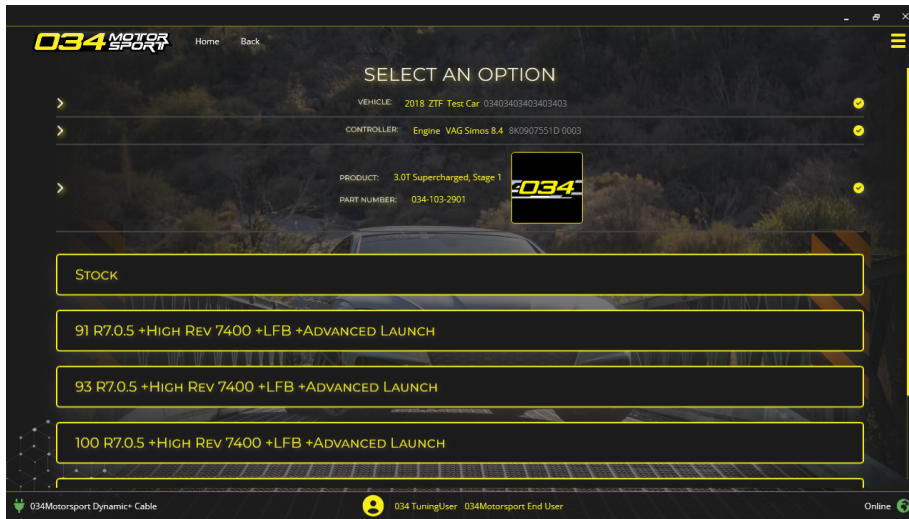 034 MOTOR SPORT Home Back
SELECT AN OPTION
VEHICLE: 2018 ZTF Test Car 03403403403403403
CONTROLLER: Engine VAG Simos 8.4 8K0907551D 0003
PRODUCT: 3.0T Supercharged, Stage 1
PART NUMBER: 034-103-2901
034
STOCK
91 R7.0.5 +HIGH REV 7400 +LFB +ADVANCED LAUNCH
93 R7.0.5 +HIGH REV 7400 +LFB +ADVANCED LAUNCH
100 R7.0.5 +HIGH REV 7400 +LFB +ADVANCED LAUNCH
034Motorsport Dynamic+ Cable 034 TuningUser 034Motorsport End User Online